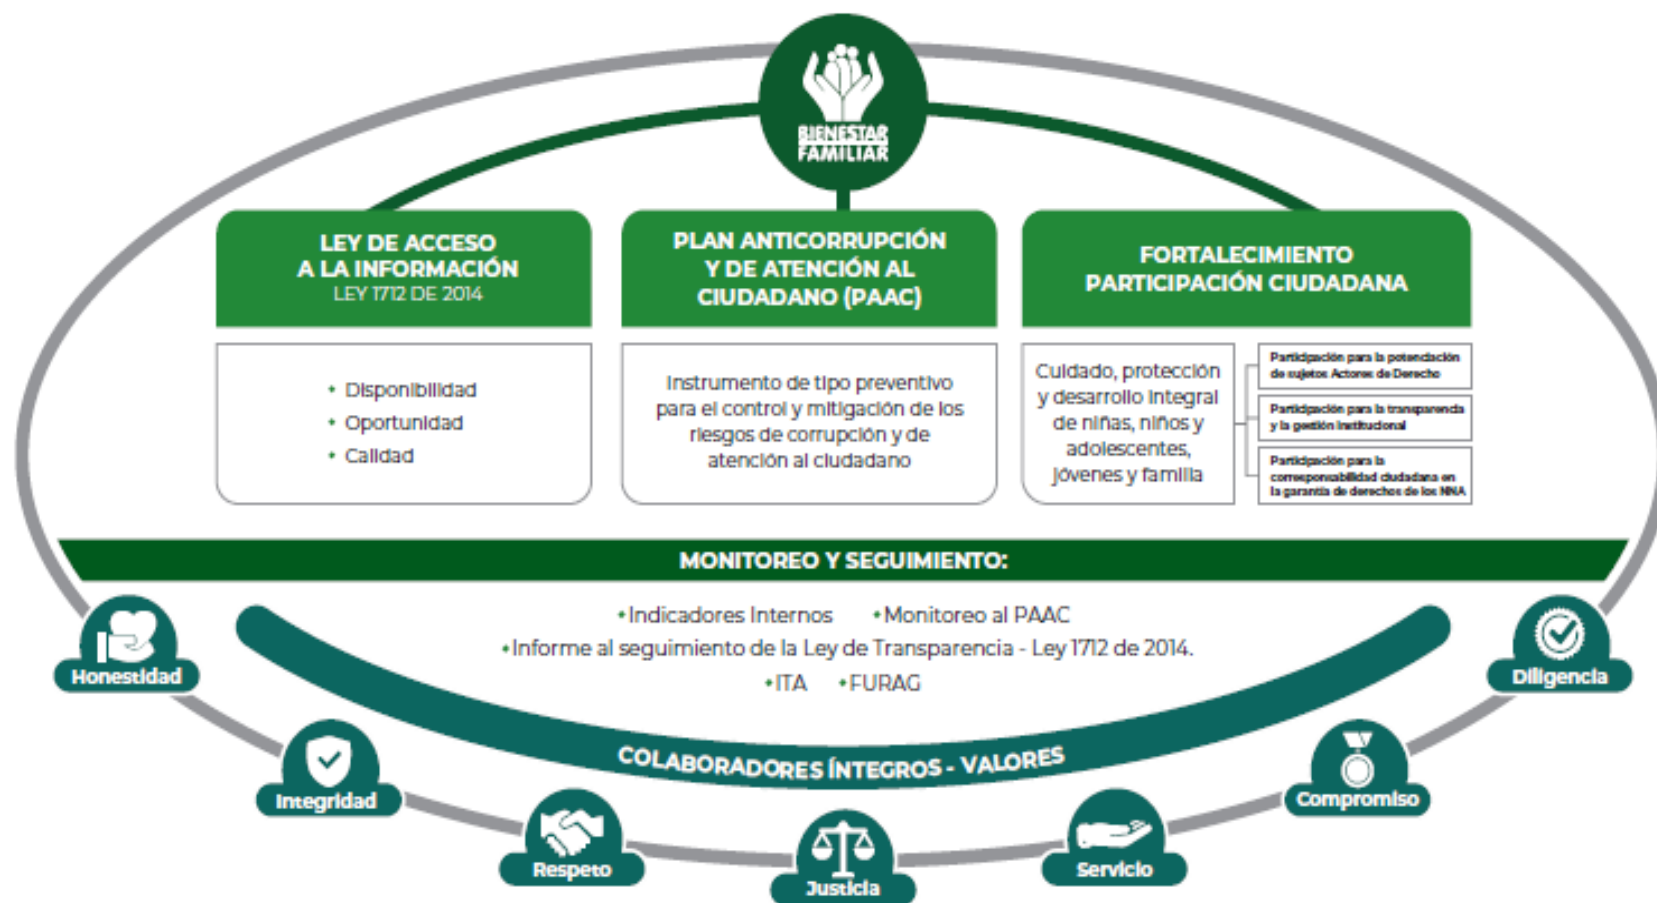 BIENESTAR
FAMILIAR
LEY DE ACCESO
A LA INFORMACIÓN
LEY 1712 DE 2014
• Disponibilidad
• Oportunidad
• Calidad
PLAN ANTICORRUPCIÓN
Y DE ATENCIÓN AL
CIUDADANO (PAAC)
Instrumento de tipo preventivo
para el control y mitigación de los
riesgos de corrupción y de
atención al ciudadano
FORTALECIMIENTO
PARTICIPACIÓN CIUDADANA
Cuidado, protección
y desarrollo integral
de niñas, niños y
adolescentes,
jóvenes y familia
Participación para la potenciación
de sujetos Actores de Derecho
Participación para la transparencia
y la gestión institucional
Participación para la
corresponsabilidad ciudadana en
la garantía de derechos de los NNA
MONITOREO Y SEGUIMIENTO:
•Indicadores Internos •Monitoreo al PAAC
•Informe al seguimiento de la Ley de Transparencia - Ley 1712 de 2014.
•ITA •FURAG
COLABORADORES ÍNTEGROS - VALORES
Honestidad
Integridad
Respeto
Justicia
Servicio
Compromiso
Diligencia